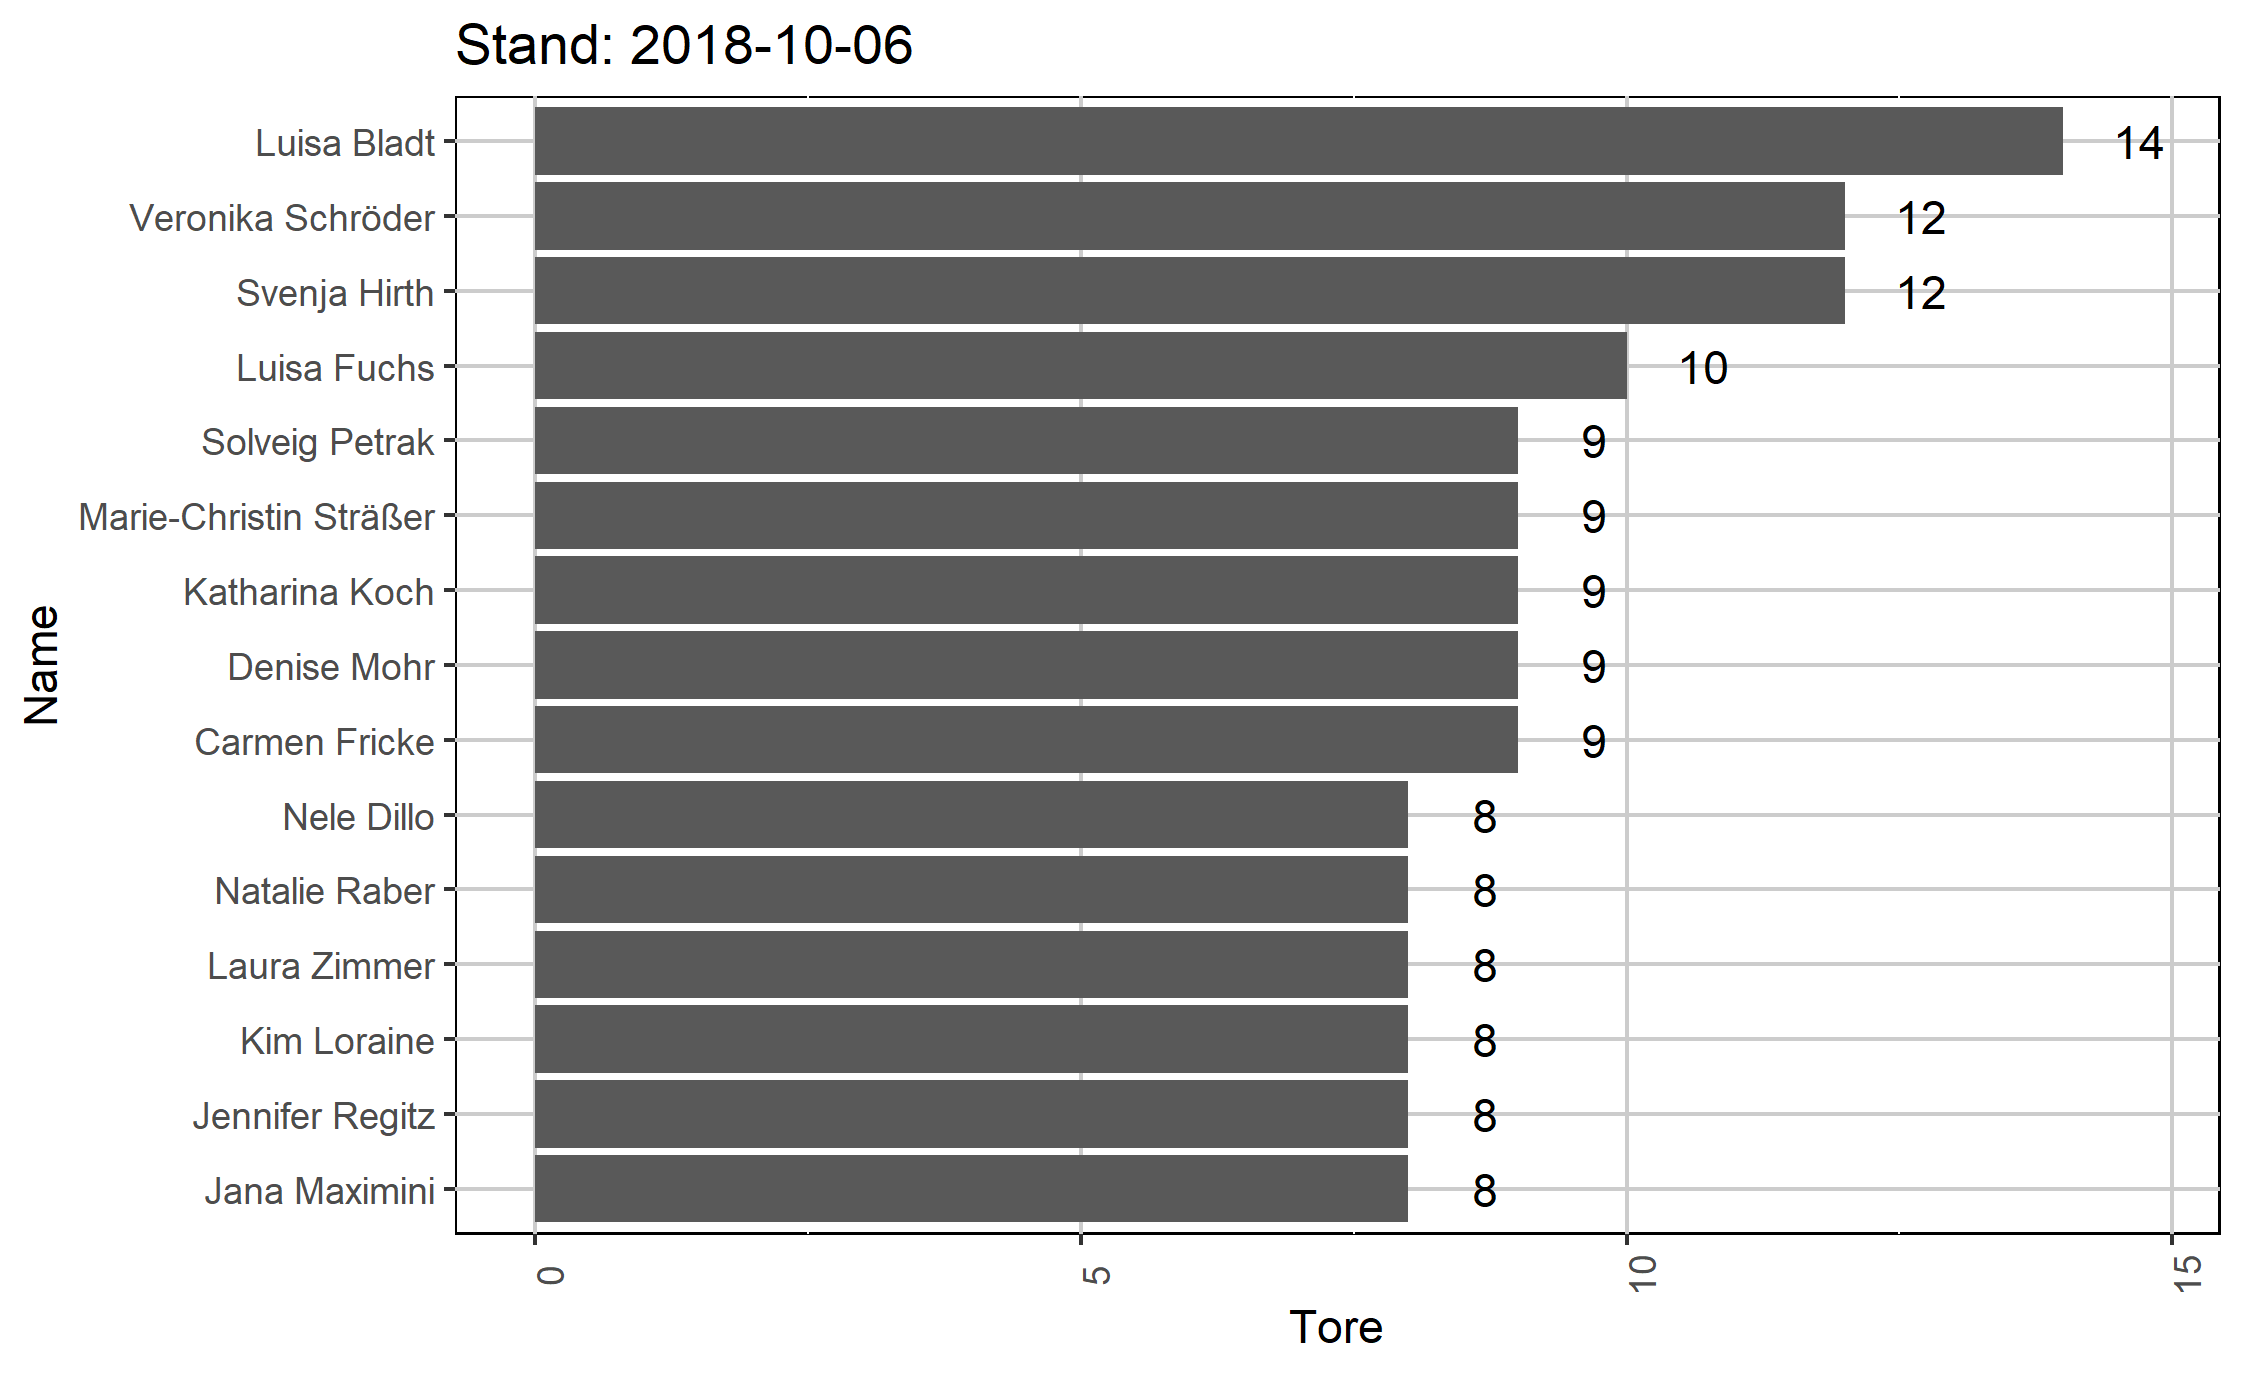 Stand: 2018-10-06
Name
Luisa Bladt 14
Veronika Schröder 12
Svenja Hirth 12
Luisa Fuchs 10
Solveig Petrak 9
Marie-Christin Sträßer 9
Katharina Koch 9
Denise Mohr 9
Carmen Fricke 9
Nele Dillo 8
Natalie Raber 8
Laura Zimmer 8
Kim Loraine 8
Jennifer Regitz 8
Jana Maximini 8
0 5 10 15
Tore